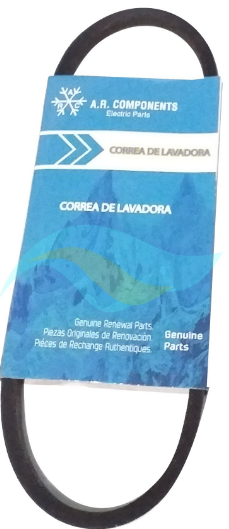 A.R. COMPONENTS
Electric Parts
CORREA DE LAVADORA
CORREA DE LAVADORA
Genuine Renewal Parts.
Piezas Originales de Renovación.
Piéces de Rechange Authentiques.
Genuine
Parts